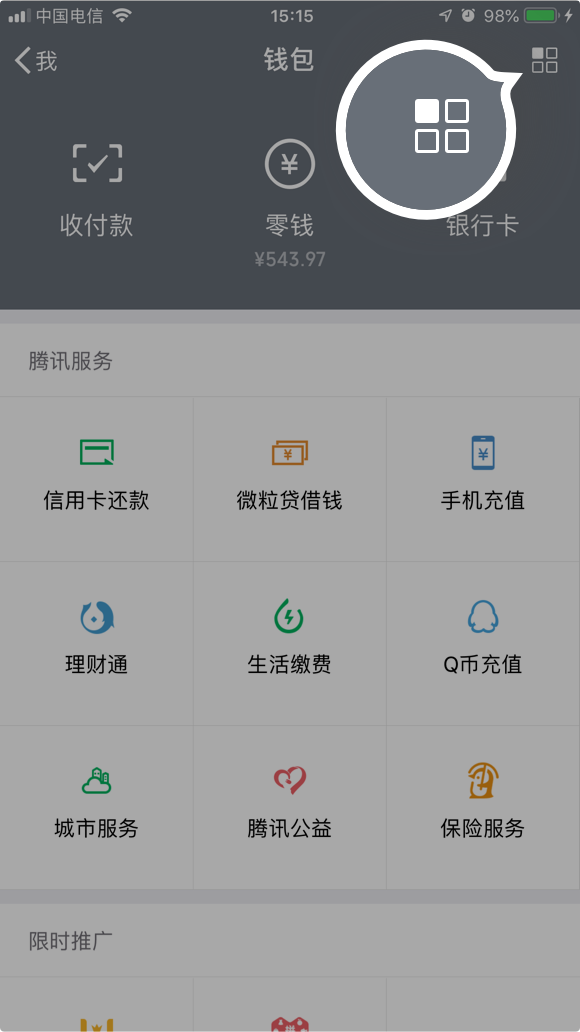 中国电信 15:15 98%
我 钱包
收付款 零钱 银行卡
¥543.97
腾讯服务
信用卡还款 微粒贷借钱 手机充值
理财通 生活缴费 Q币充值
城市服务 腾讯公益 保险服务
限时推广